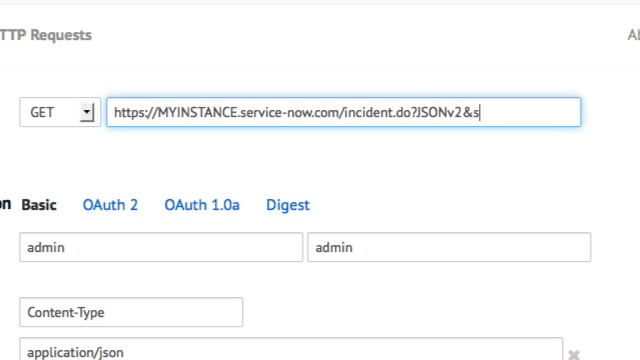 TTP Requests
GET https://MYINSTANCE.service-now.com/incident.do?JSONv2&s
on Basic OAuth 2 OAuth 1.0a Digest
admin admin
Content-Type
application/json